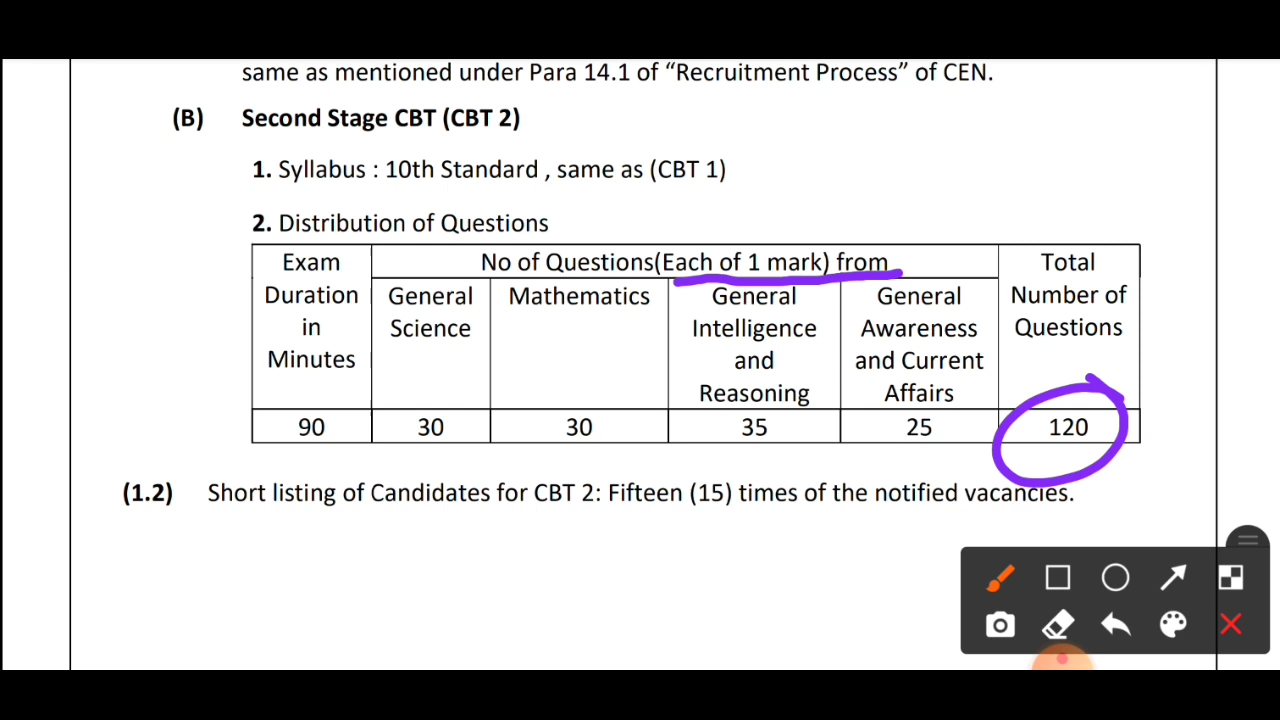 same as mentioned under Para 14.1 of “Recruitment Process” of CEN.
(B) Second Stage CBT (CBT 2)
1. Syllabus : 10th Standard , same as (CBT 1)
2. Distribution of Questions
Exam Duration in Minutes
No of Questions(Each of 1 mark) from
Total Number of Questions
General Science
Mathematics
General Intelligence and Reasoning
General Awareness and Current Affairs
90 30 30 35 25 120
(1.2) Short listing of Candidates for CBT 2: Fifteen (15) times of the notified vacancies.